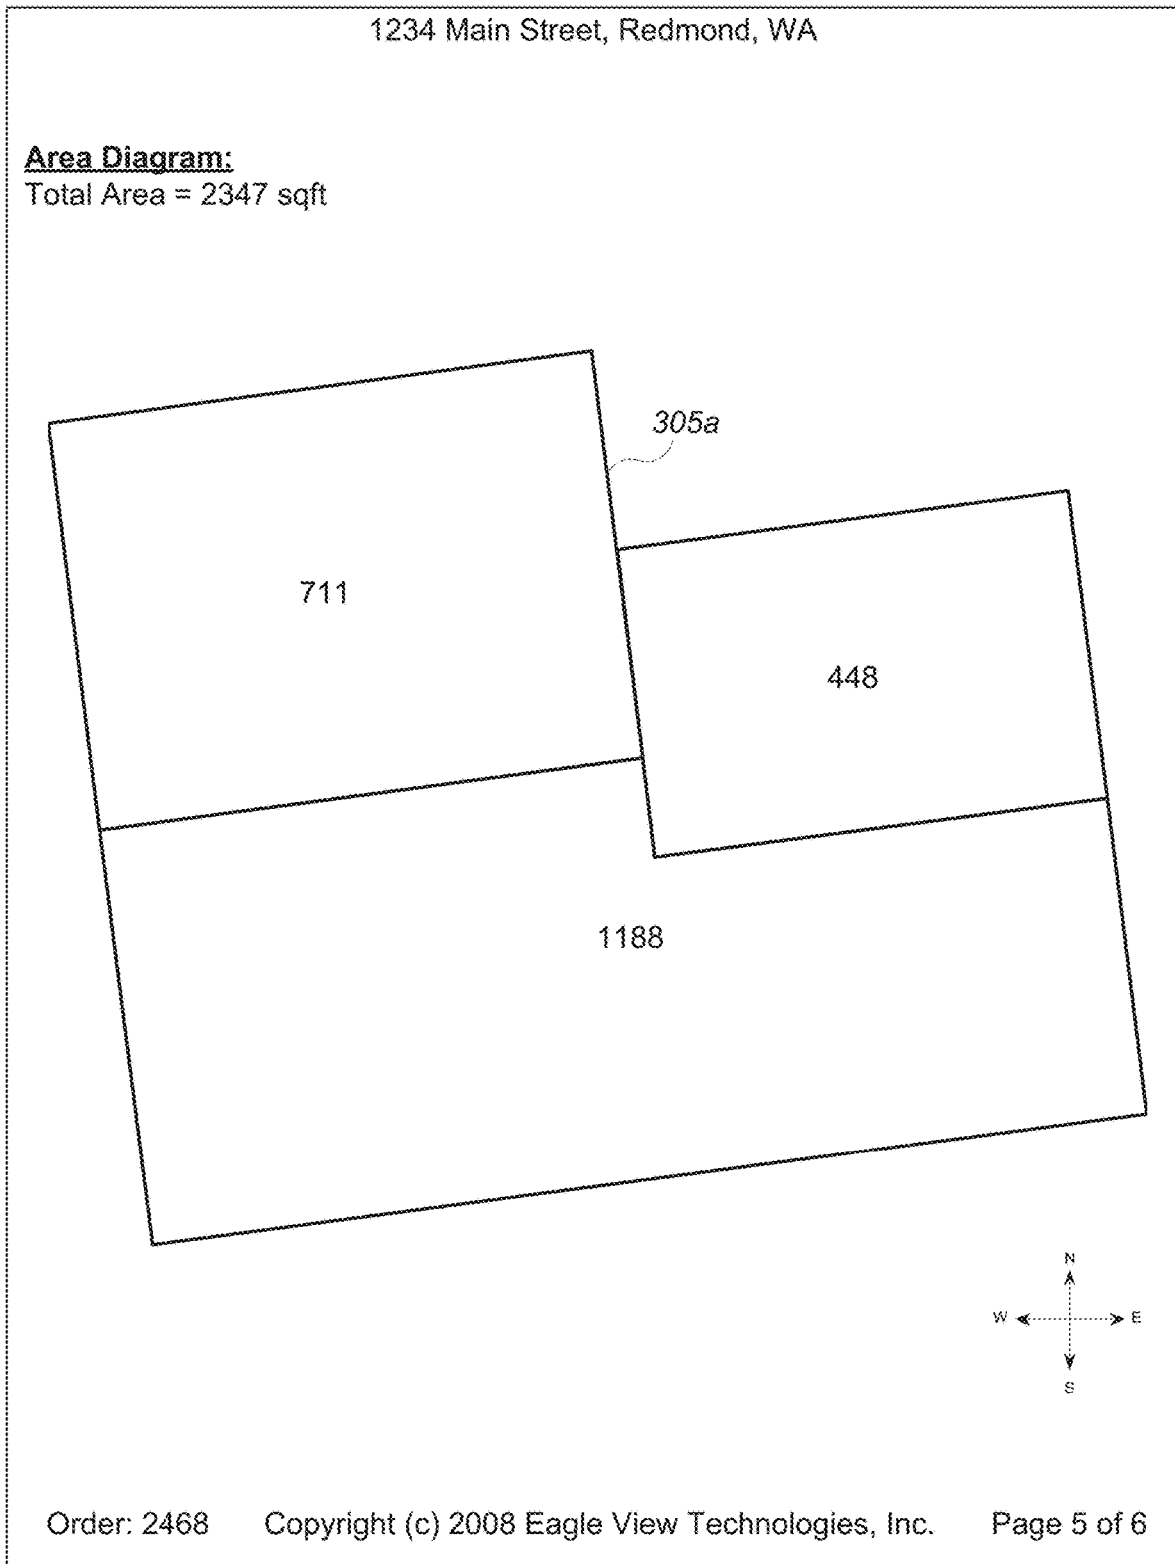 1234 Main Street, Redmond, WA
Area Diagram:
Total Area = 2347 sqft
305a
711
448
1188
N
W E
S
Order: 2468 Copyright (c) 2008 Eagle View Technologies, Inc. Page 5 of 6